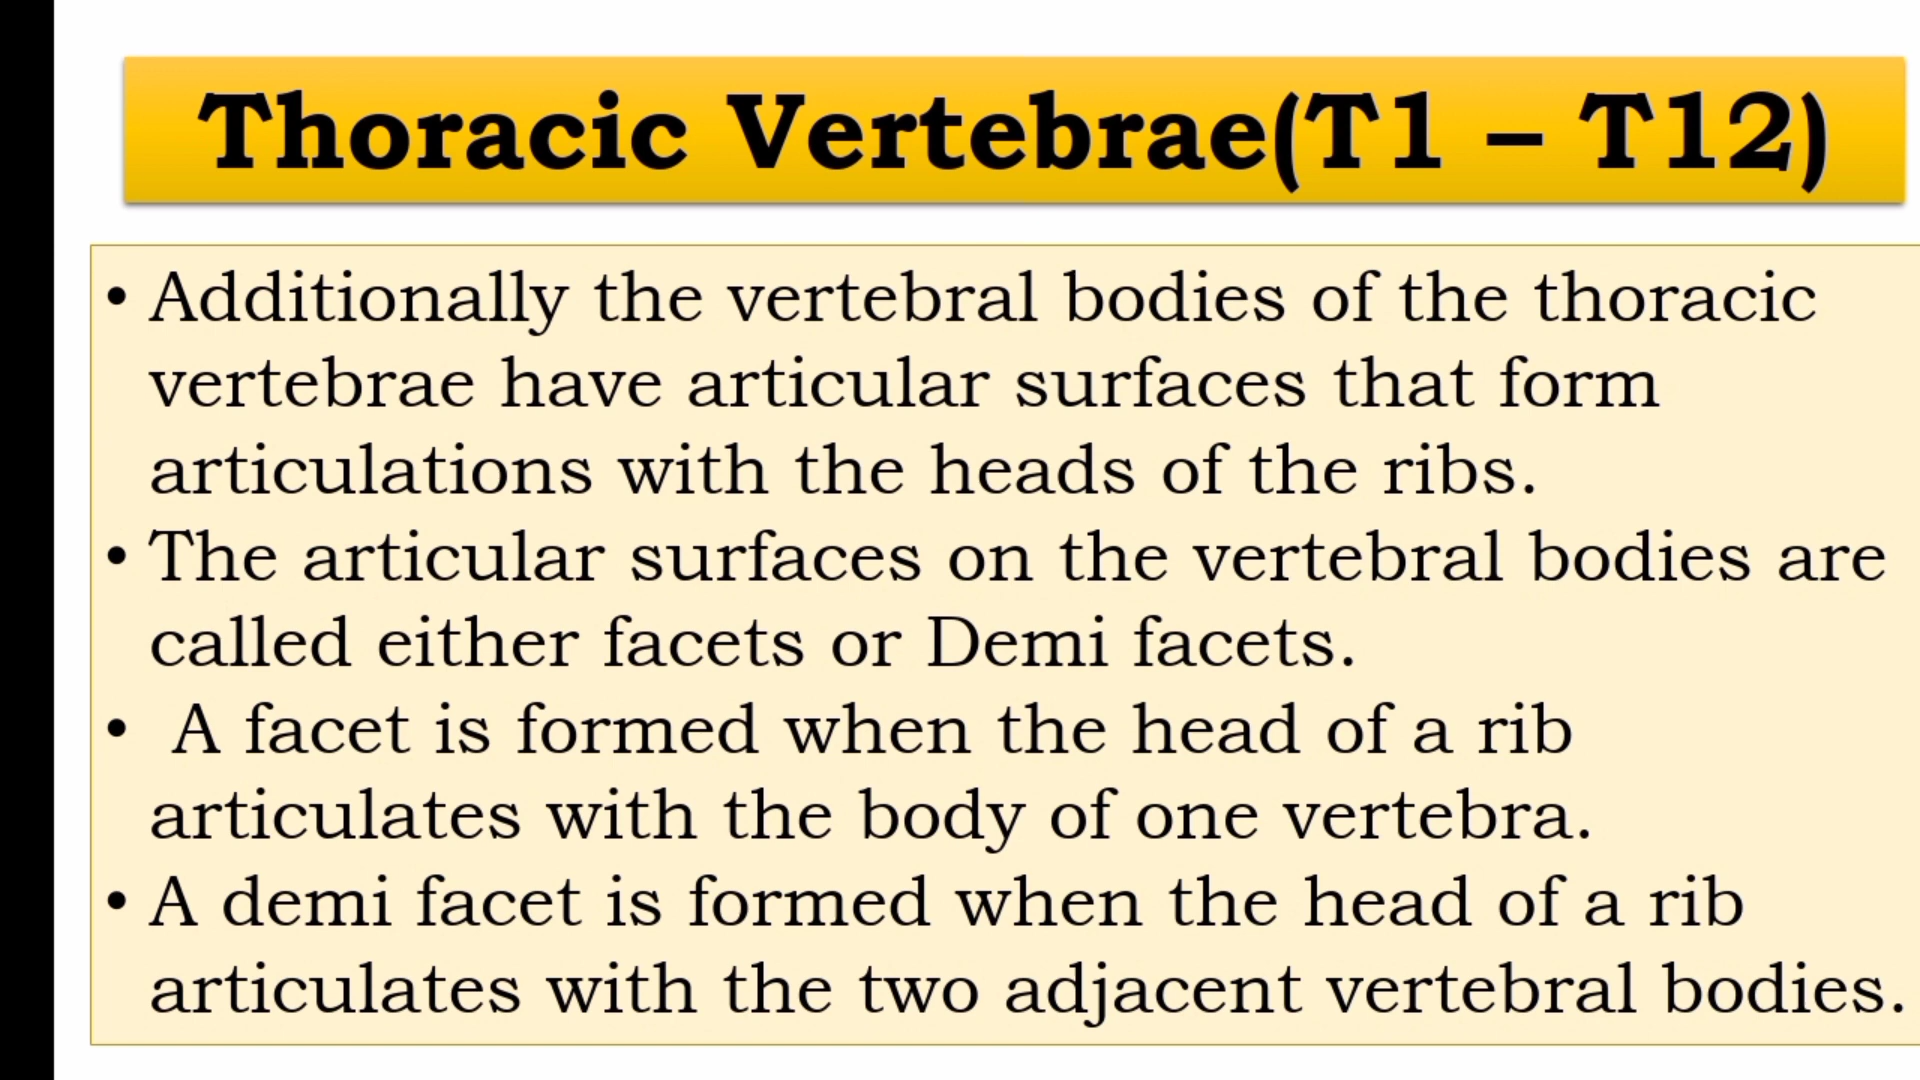 Thoracic Vertebrae(T1 – T12)
• Additionally the vertebral bodies of the thoracic
vertebrae have articular surfaces that form
articulations with the heads of the ribs.
• The articular surfaces on the vertebral bodies are
called either facets or Demi facets.
• A facet is formed when the head of a rib
articulates with the body of one vertebra.
• A demi facet is formed when the head of a rib
articulates with the two adjacent vertebral bodies.